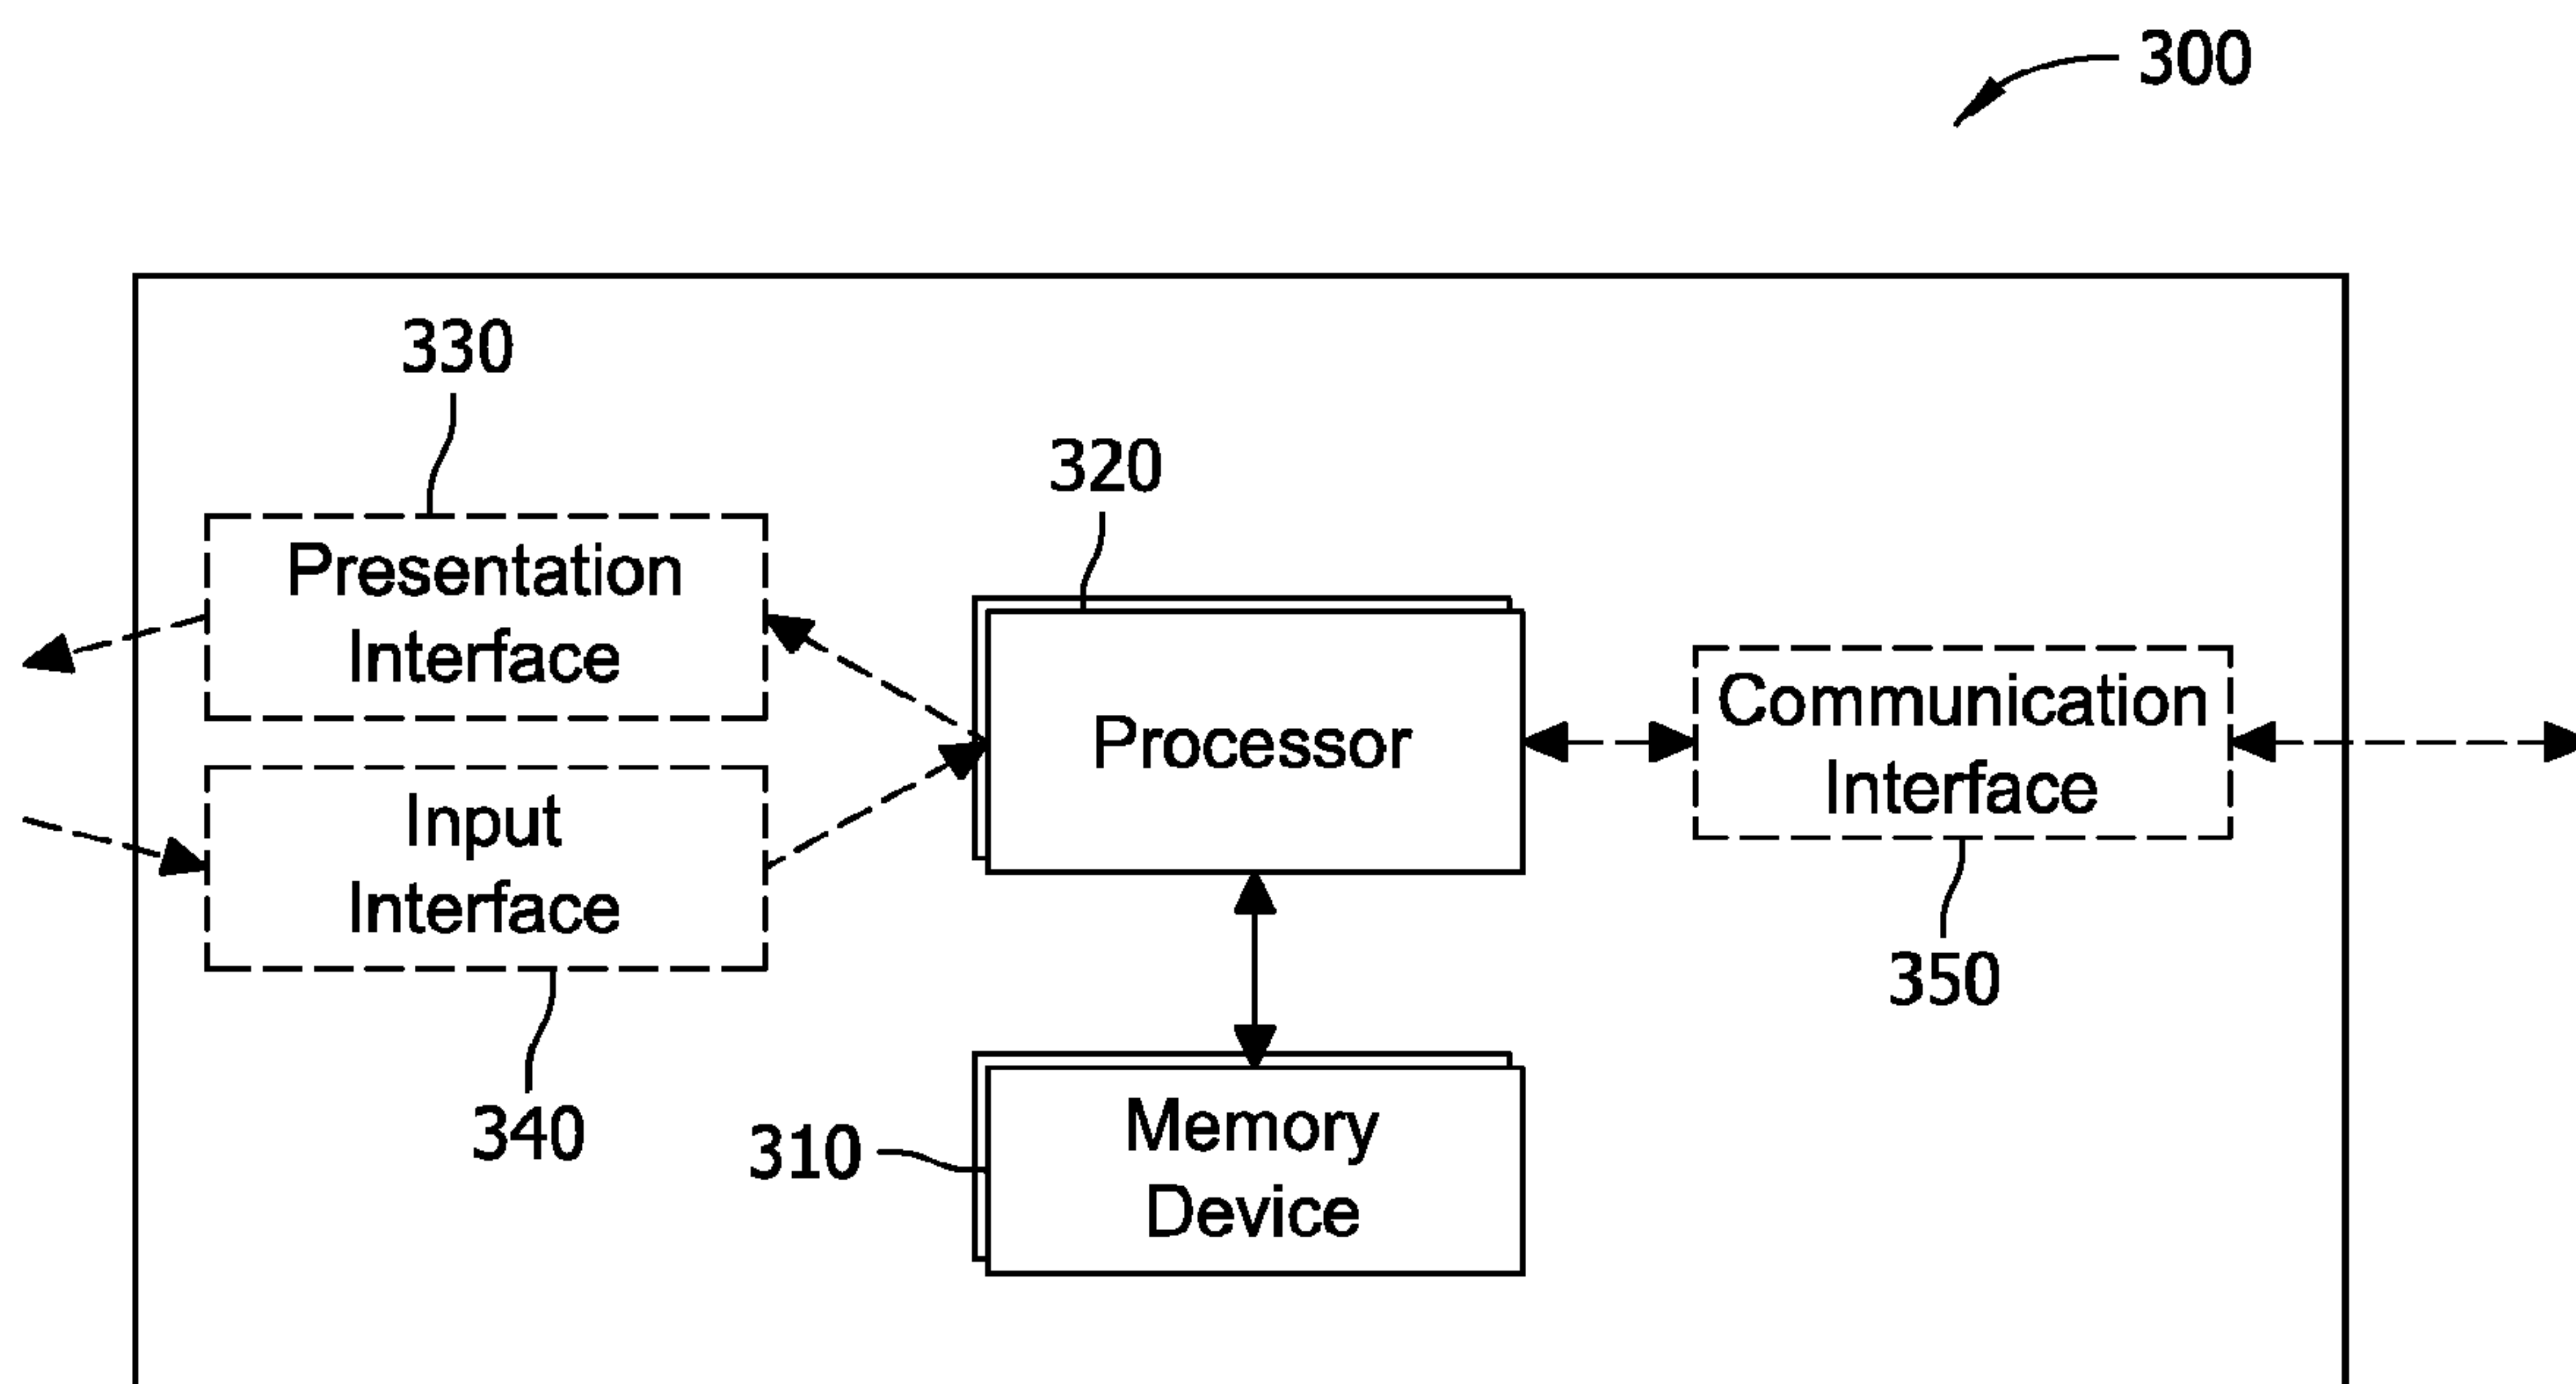 300
330
Presentation
Interface
320
Processor
Communication
Interface
350
Input
Interface
340
310
Memory
Device